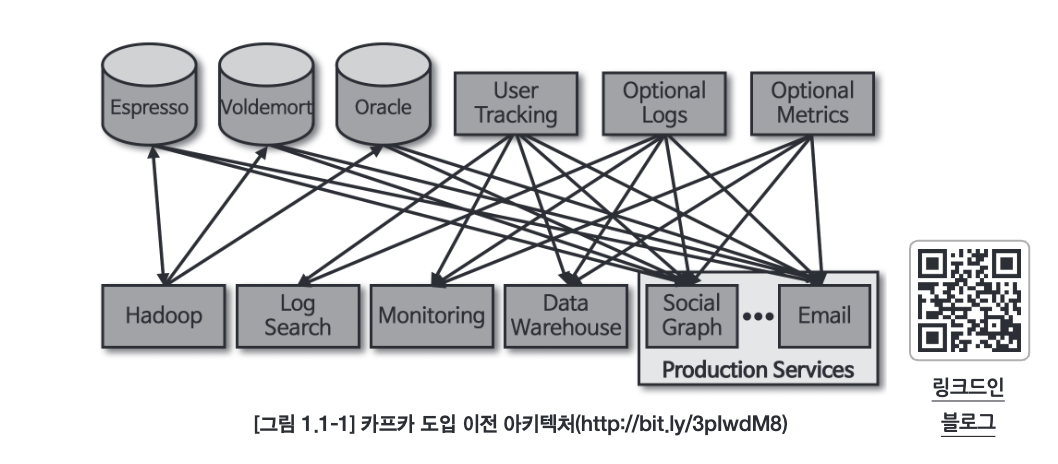 Espresso
Voldemort
Oracle
User
Tracking
Optional
Logs
Optional
Metrics
Hadoop
Log
Search
Monitoring
Data
Warehouse
Social
Graph
•••
Email
Production Services
링크드인
블로그
[그림 1.1-1] 카프카 도입 이전 아키텍처(http://bit.ly/3plwdM8)